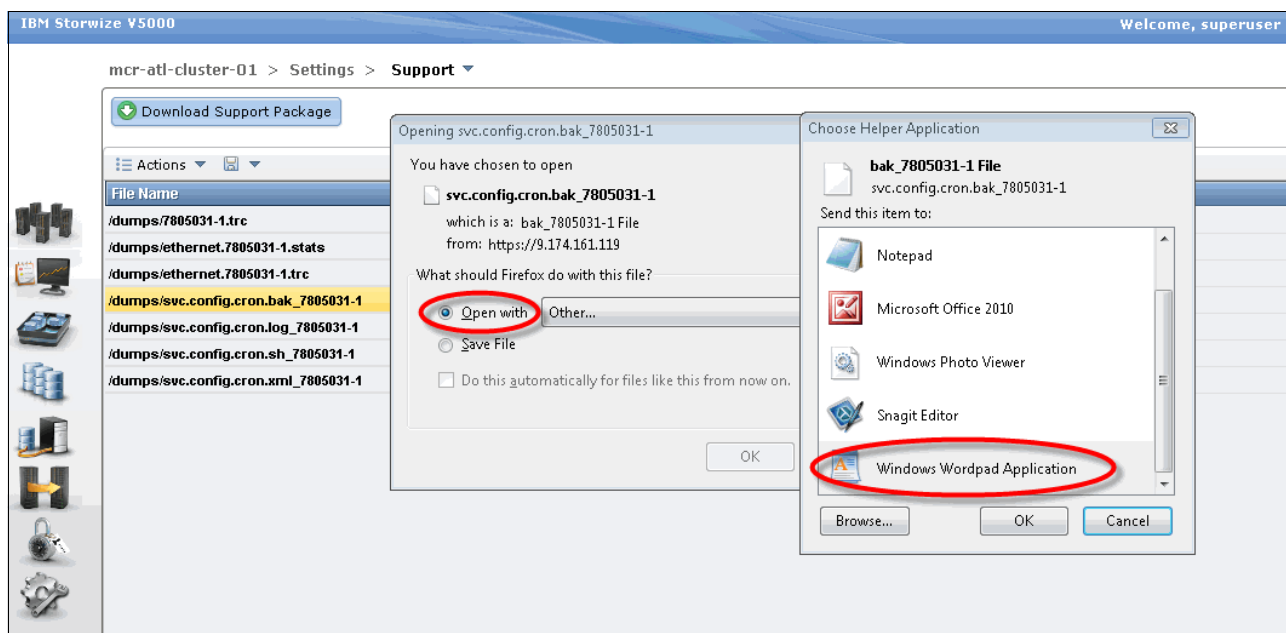 IBM Storwize V5000
Welcome, superuser
mcr-atl-cluster-01 > Settings > Support
Download Support Package
Actions
File Name
/dumps/7805031-1.trc
/dumps/ethernet.7805031-1.stats
/dumps/ethernet.7805031-1.trc
/dumps/svc.config.cron.bak_7805031-1
/dumps/svc.config.cron.log_7805031-1
/dumps/svc.config.cron.sh_7805031-1
/dumps/svc.config.cron.xml_7805031-1
Opening svc.config.cron.bak_7805031-1
You have chosen to open
svc.config.cron.bak_7805031-1
which is a: bak_7805031-1 File
from: https://9.174.161.119
What should Firefox do with this file?
Open with
Other...
Save File
Do this automatically for files like this from now on.
OK
Choose Helper Application
bak_7805031-1 File
svc.config.cron.bak_7805031-1
Send this item to:
Notepad
Microsoft Office 2010
Windows Photo Viewer
Snagit Editor
Windows Wordpad Application
Browse...
OK
Cancel